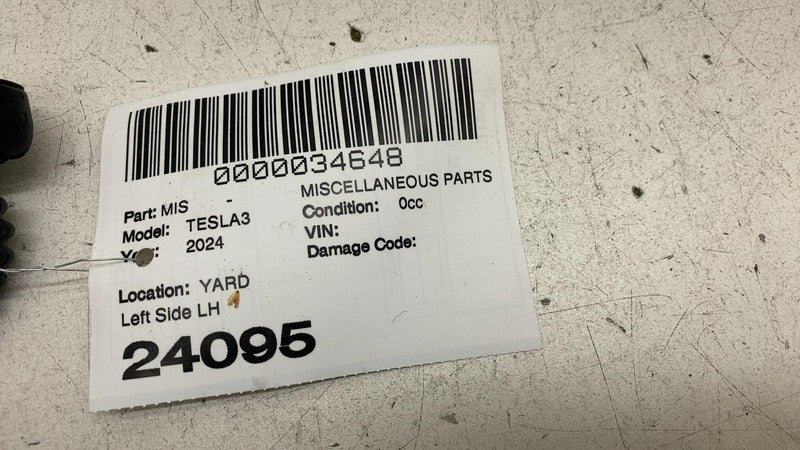 0000034648
Part: MIS - MISCELLANEOUS PARTS
Model: TESLA3 Condition: 0cc
2024 VIN:
Damage Code:
Location: YARD
Left Side LH
24095